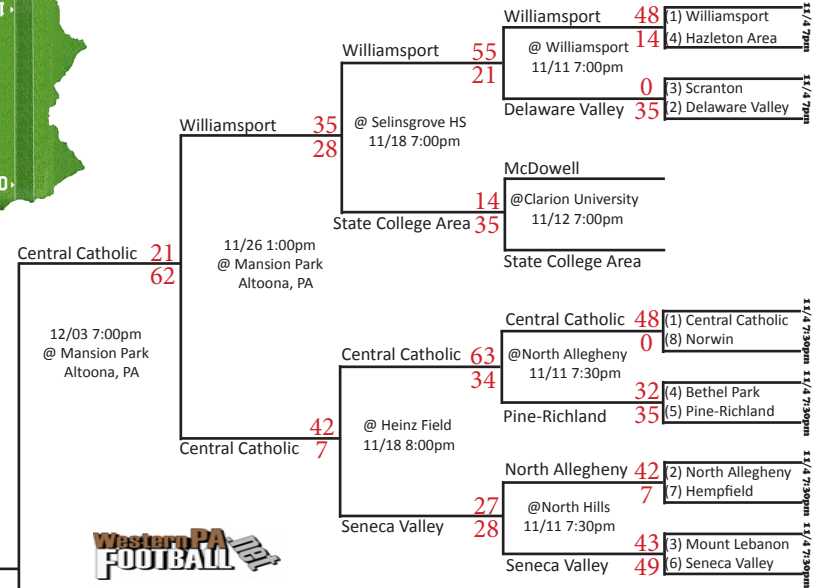 Williamsport
48
(1) Williamsport
11/4 7pm
14
(4) Hazleton Area
@ Williamsport
11/11 7:00pm
0
(3) Scranton
11/4 7pm
Delaware Valley
35
(2) Delaware Valley
Williamsport
55
21
@ Selinsgrove HS
11/18 7:00pm
McDowell
@Clarion University
11/12 7:00pm
State College Area
14
State College Area
35
Williamsport
35
28
11/26 1:00pm
@ Mansion Park
Altoona, PA
Central Catholic
21
62
12/03 7:00pm
@ Mansion Park
Altoona, PA
Central Catholic
48
(1) Central Catholic
11/4 7:30pm
0
(8) Norwin
@North Allegheny
11/11 7:30pm
32
(4) Bethel Park
11/4 7:30pm
Pine-Richland
35
(5) Pine-Richland
Central Catholic
63
34
@ Heinz Field
11/18 8:00pm
42
Central Catholic
7
North Allegheny
42
(2) North Allegheny
11/4 7:30pm
7
(7) Hempfield
@North Hills
11/11 7:30pm
27
Seneca Valley
28
43
(3) Mount Lebanon
11/4 7:30pm
Seneca Valley
49
(6) Seneca Valley
WesternPA.net
FOOTBALL